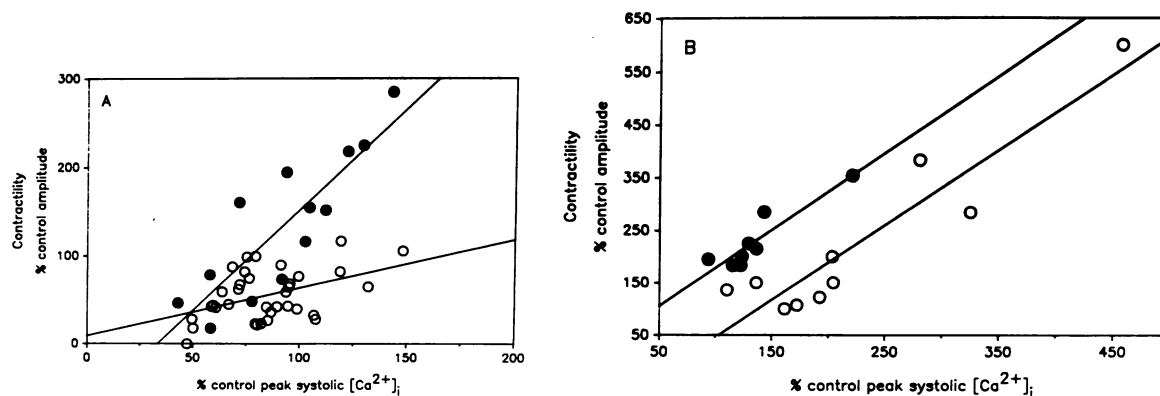 A
300
200
100
0
Contractility
% control amplitude
0 50 100 150 200
% control peak systolic [Ca2+]i
B
650
550
450
350
250
150
50
Contractility
% control amplitude
50 150 250 350 450
% control peak systolic [Ca2+]i